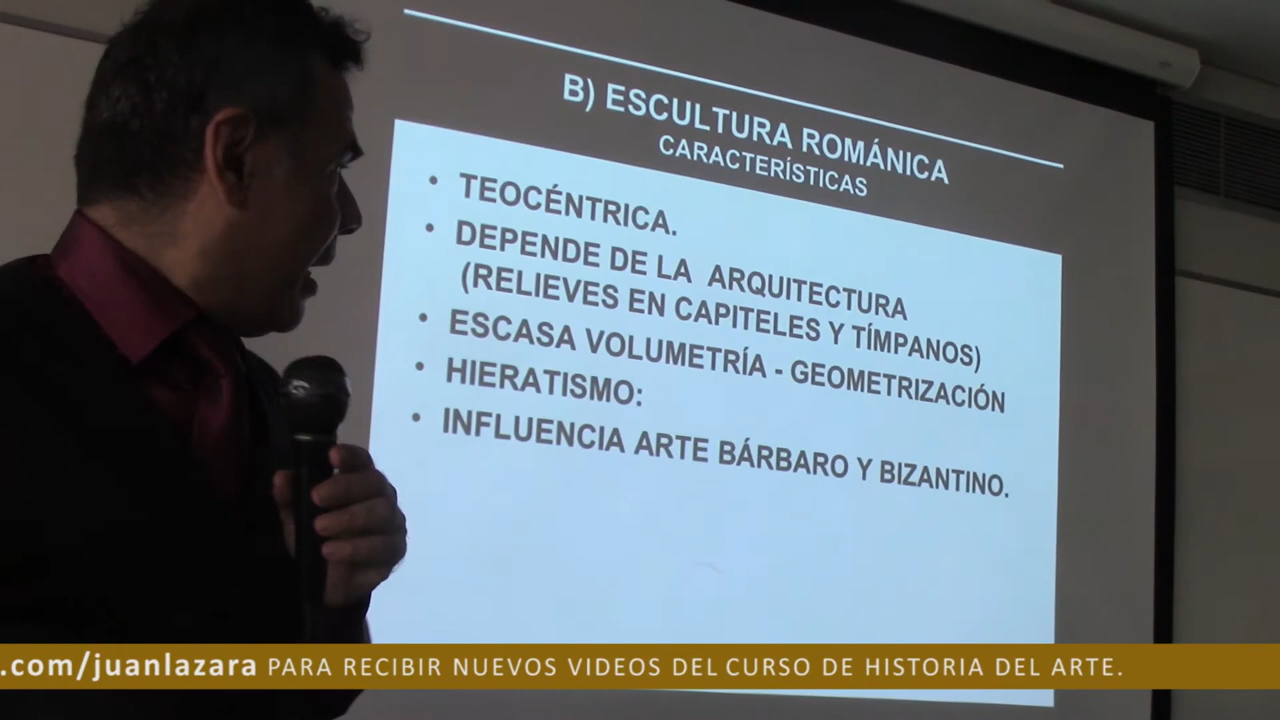 B) ESCULTURA ROMÁNICA
CARACTERÍSTICAS
• TEOCÉNTRICA.
• DEPENDE DE LA ARQUITECTURA
(RELIEVES EN CAPITELES Y TÍMPANOS)
• ESCASA VOLUMETRÍA - GEOMETRIZACIÓN
• HIERATISMO:
• INFLUENCIA ARTE BÁRBARO Y BIZANTINO.
.com/juanlazara PARA RECIBIR NUEVOS VIDEOS DEL CURSO DE HISTORIA DEL ARTE.